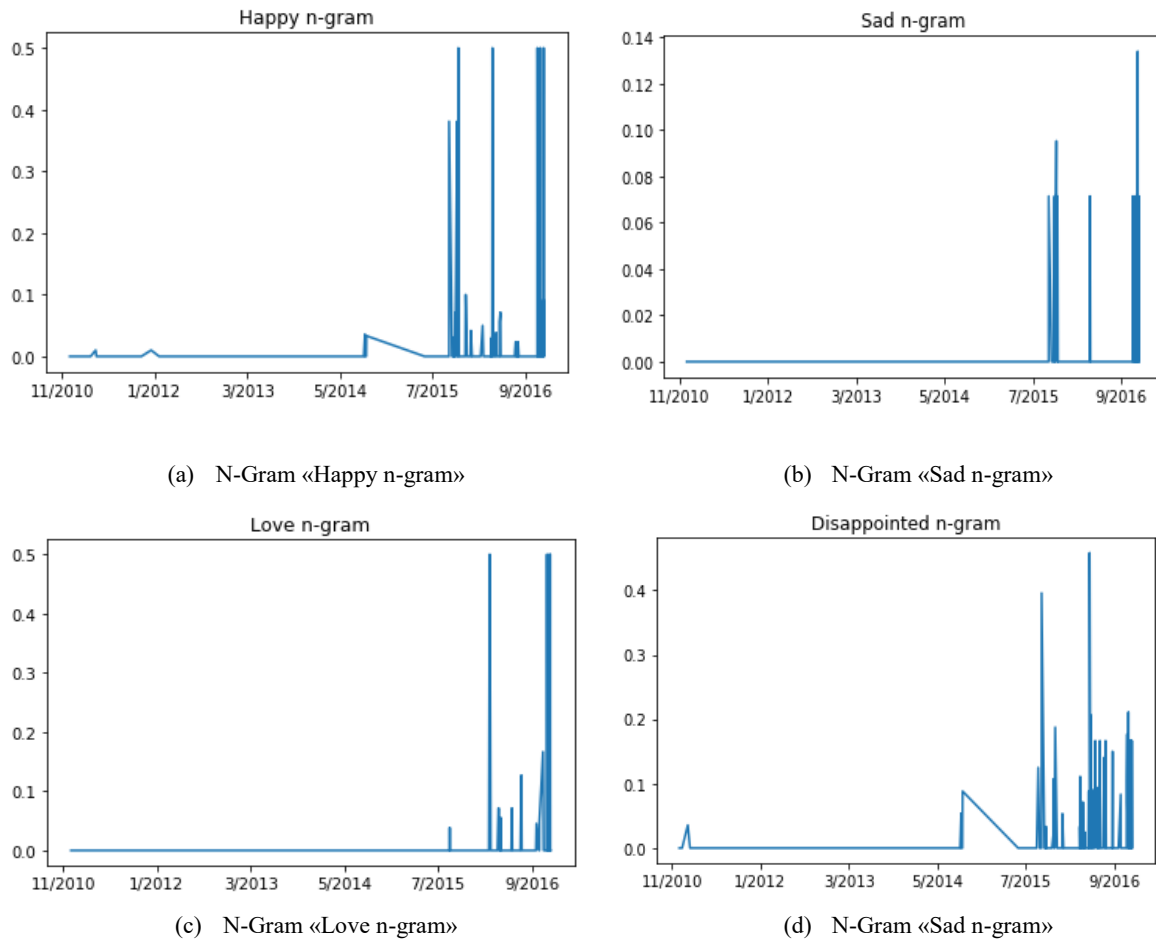 Happy n-gram
0.5
0.4
0.3
0.2
0.1
0.0
11/2010 1/2012 3/2013 5/2014 7/2015 9/2016
Sad n-gram
0.14
0.12
0.10
0.08
0.06
0.04
0.02
0.00
11/2010 1/2012 3/2013 5/2014 7/2015 9/2016
(a) N-Gram «Happy n-gram»
(b) N-Gram «Sad n-gram»
Love n-gram
0.5
0.4
0.3
0.2
0.1
0.0
11/2010 1/2012 3/2013 5/2014 7/2015 9/2016
Disappointed n-gram
0.4
0.3
0.2
0.1
0.0
11/2010 1/2012 3/2013 5/2014 7/2015 9/2016
(c) N-Gram «Love n-gram»
(d) N-Gram «Sad n-gram»